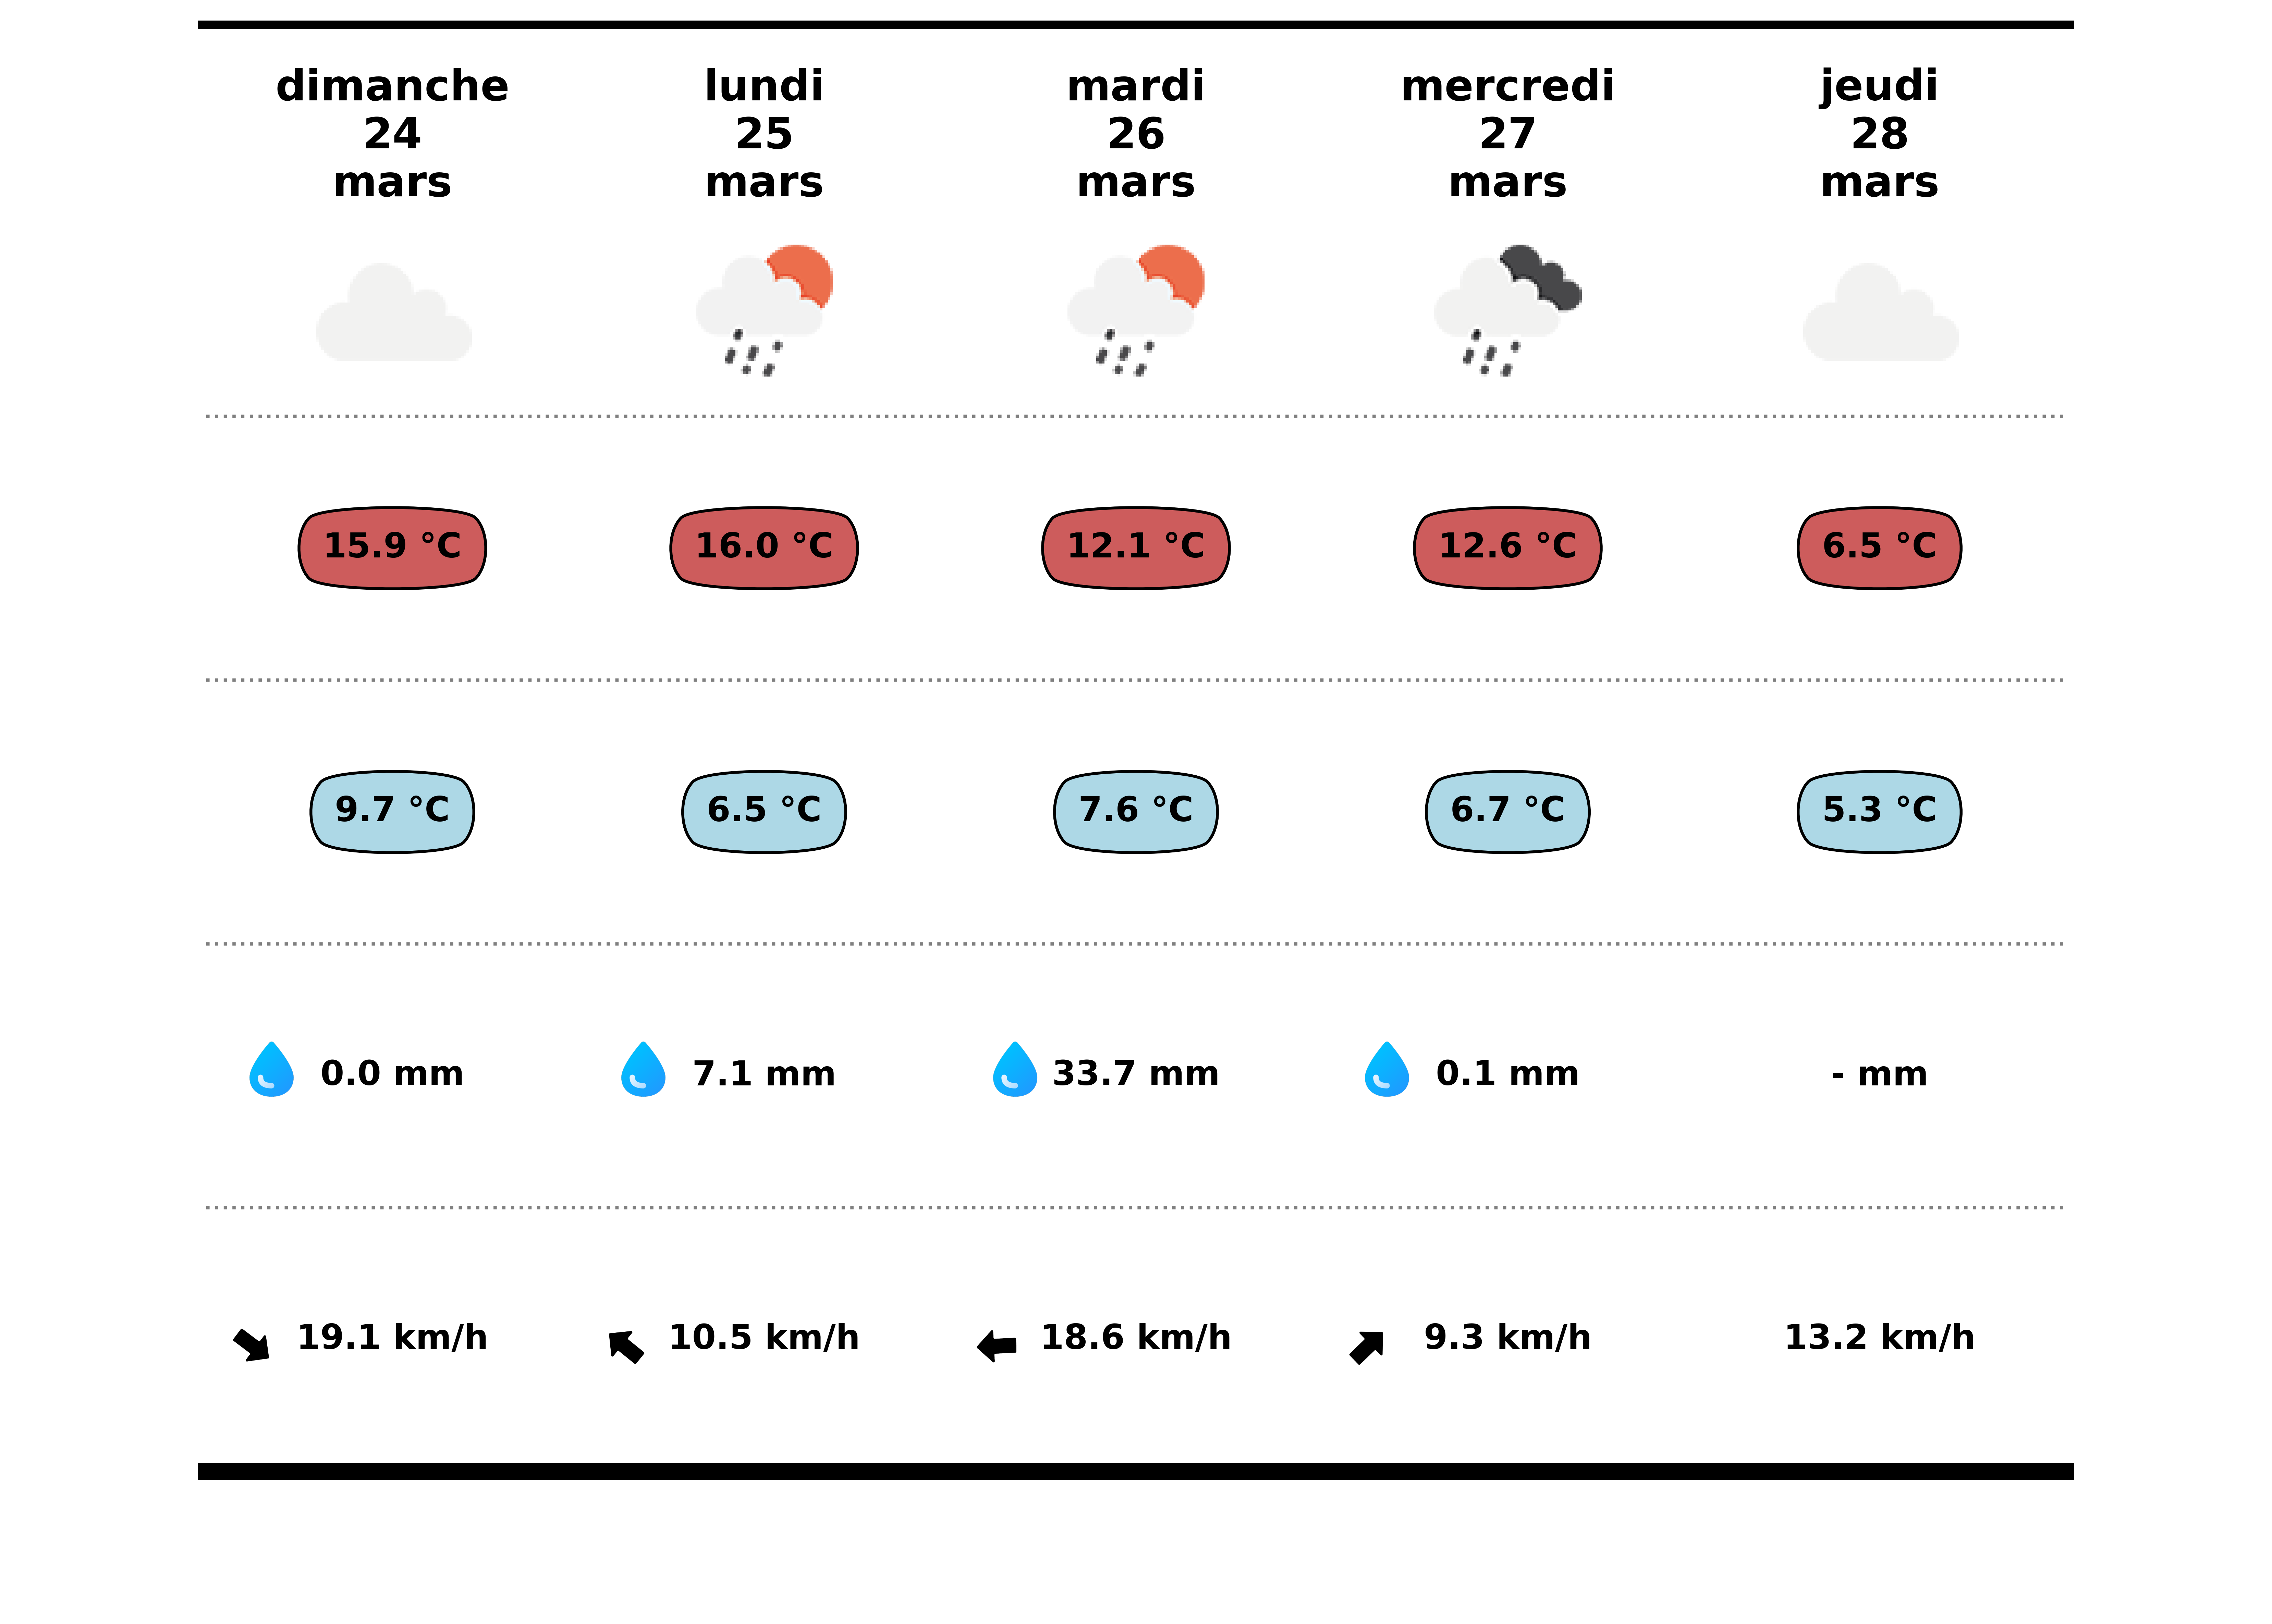 dimanche
24
mars
lundi
25
mars
mardi
26
mars
mercredi
27
mars
jeudi
28
mars
15.9 °C
16.0 °C
12.1 °C
12.6 °C
6.5 °C
9.7 °C
6.5 °C
7.6 °C
6.7 °C
5.3 °C
0.0 mm
7.1 mm
33.7 mm
0.1 mm
- mm
19.1 km/h
10.5 km/h
18.6 km/h
9.3 km/h
13.2 km/h